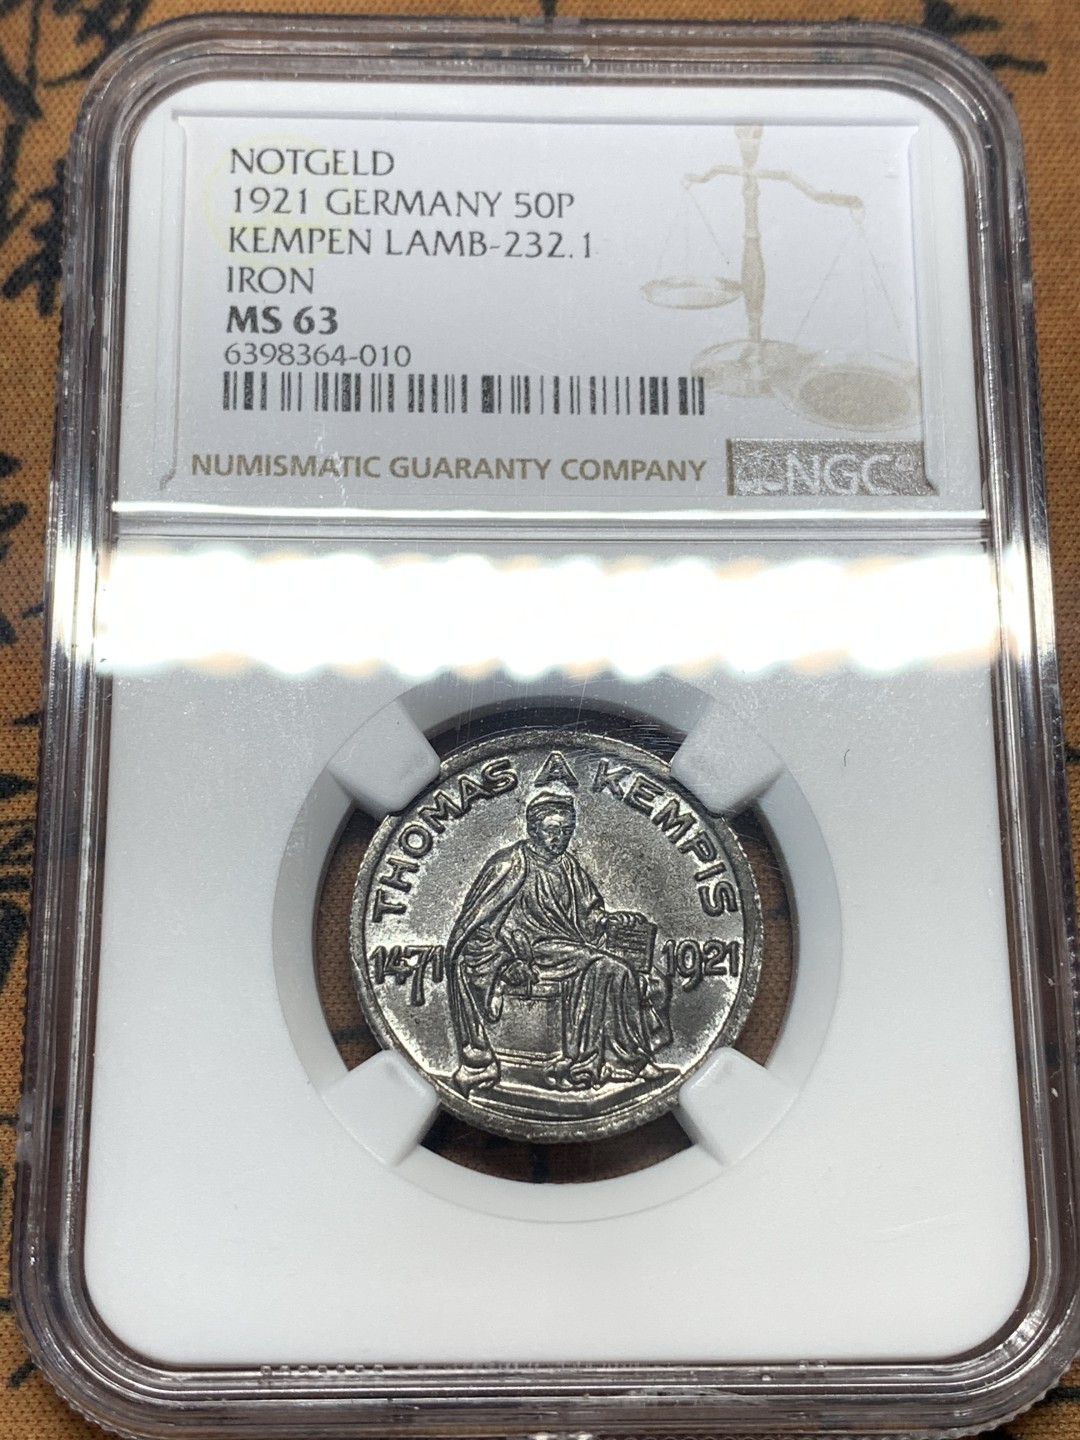 NOTGELD
1921 GERMANY 50P
KEMPEN LAMB-232.1
IRON
MS 63
6398364-010
NUMISMATIC GUARANTY COMPANY
NGC
THOMAS A KEMPIS
1471 1921